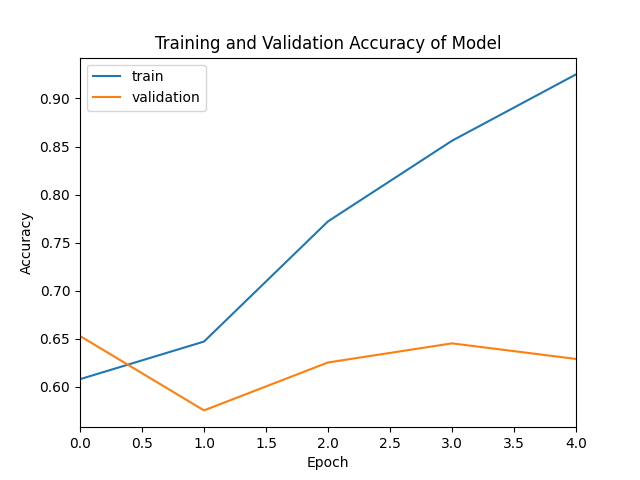 Training and Validation Accuracy of Model
train
validation
0.90
0.85
0.80
0.75
0.70
0.65
0.60
Accuracy
0.0 0.5 1.0 1.5 2.0 2.5 3.0 3.5 4.0
Epoch